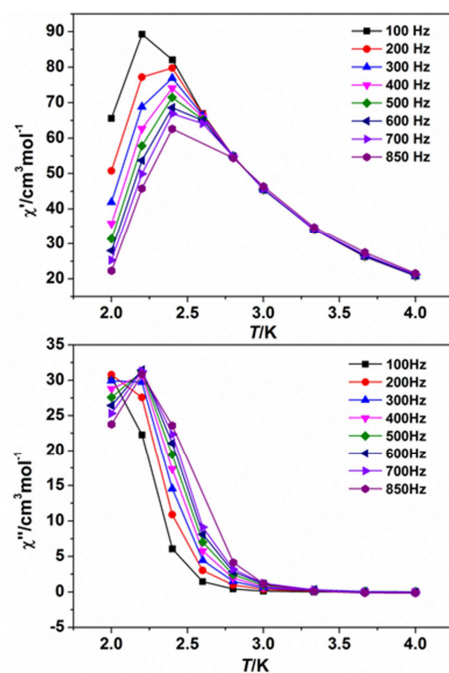 90
80
70
60
50
40
30
20
χ'/cm³mol⁻¹
100 Hz
200 Hz
300 Hz
400 Hz
500 Hz
600 Hz
700 Hz
850 Hz
2.0 2.5 3.0 3.5 4.0
T/K
35
30
25
20
15
10
5
0
-5
χ''/cm³mol⁻¹
100Hz
200Hz
300Hz
400Hz
500Hz
600Hz
700Hz
850Hz
2.0 2.5 3.0 3.5 4.0
T/K